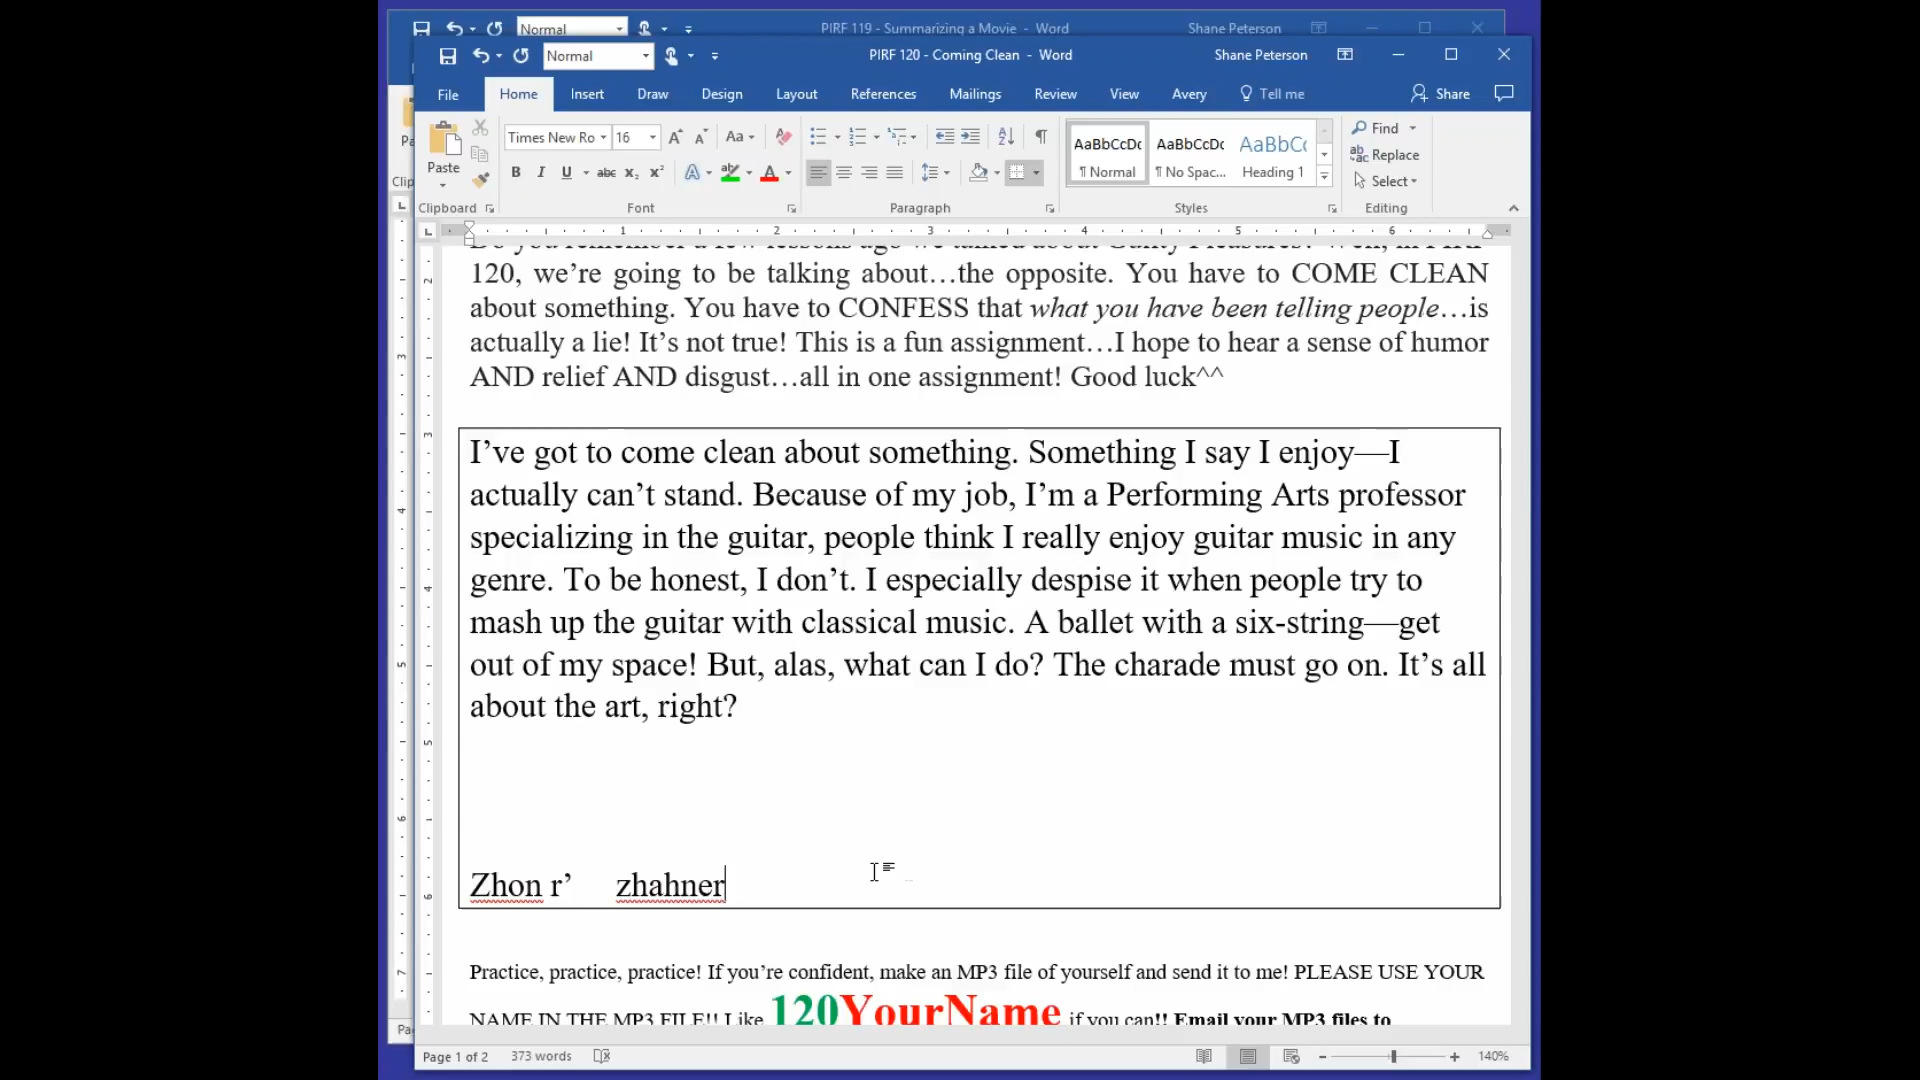 Normal
PIRF 119 - Summarizing a Movie - Word
Shane Peterson
Normal
PIRF 120 - Coming Clean - Word
Shane Peterson
File Home Insert Draw Design Layout References Mailings Review View Avery Tell me Share
Paste
Times New Ro 16
AaBbCcDc AaBbCcDc AaBbCc
¶ Normal ¶ No Spac... Heading 1
Find
Replace
Select
Clipboard Font Paragraph Styles Editing
120, we’re going to be talking about…the opposite. You have to COME CLEAN
about something. You have to CONFESS that what you have been telling people…is
actually a lie! It’s not true! This is a fun assignment…I hope to hear a sense of humor
AND relief AND disgust…all in one assignment! Good luck^^
I’ve got to come clean about something. Something I say I enjoy—I
actually can’t stand. Because of my job, I’m a Performing Arts professor
specializing in the guitar, people think I really enjoy guitar music in any
genre. To be honest, I don’t. I especially despise it when people try to
mash up the guitar with classical music. A ballet with a six-string—get
out of my space! But, alas, what can I do? The charade must go on. It’s all
about the art, right?
Zhon r’ zhahner
Practice, practice, practice! If you’re confident, make an MP3 file of yourself and send it to me! PLEASE USE YOUR
NAME IN THE MP3 FILE!! Like 120YourName if you can!! Email your MP3 files to
Page 1 of 2 373 words 140%